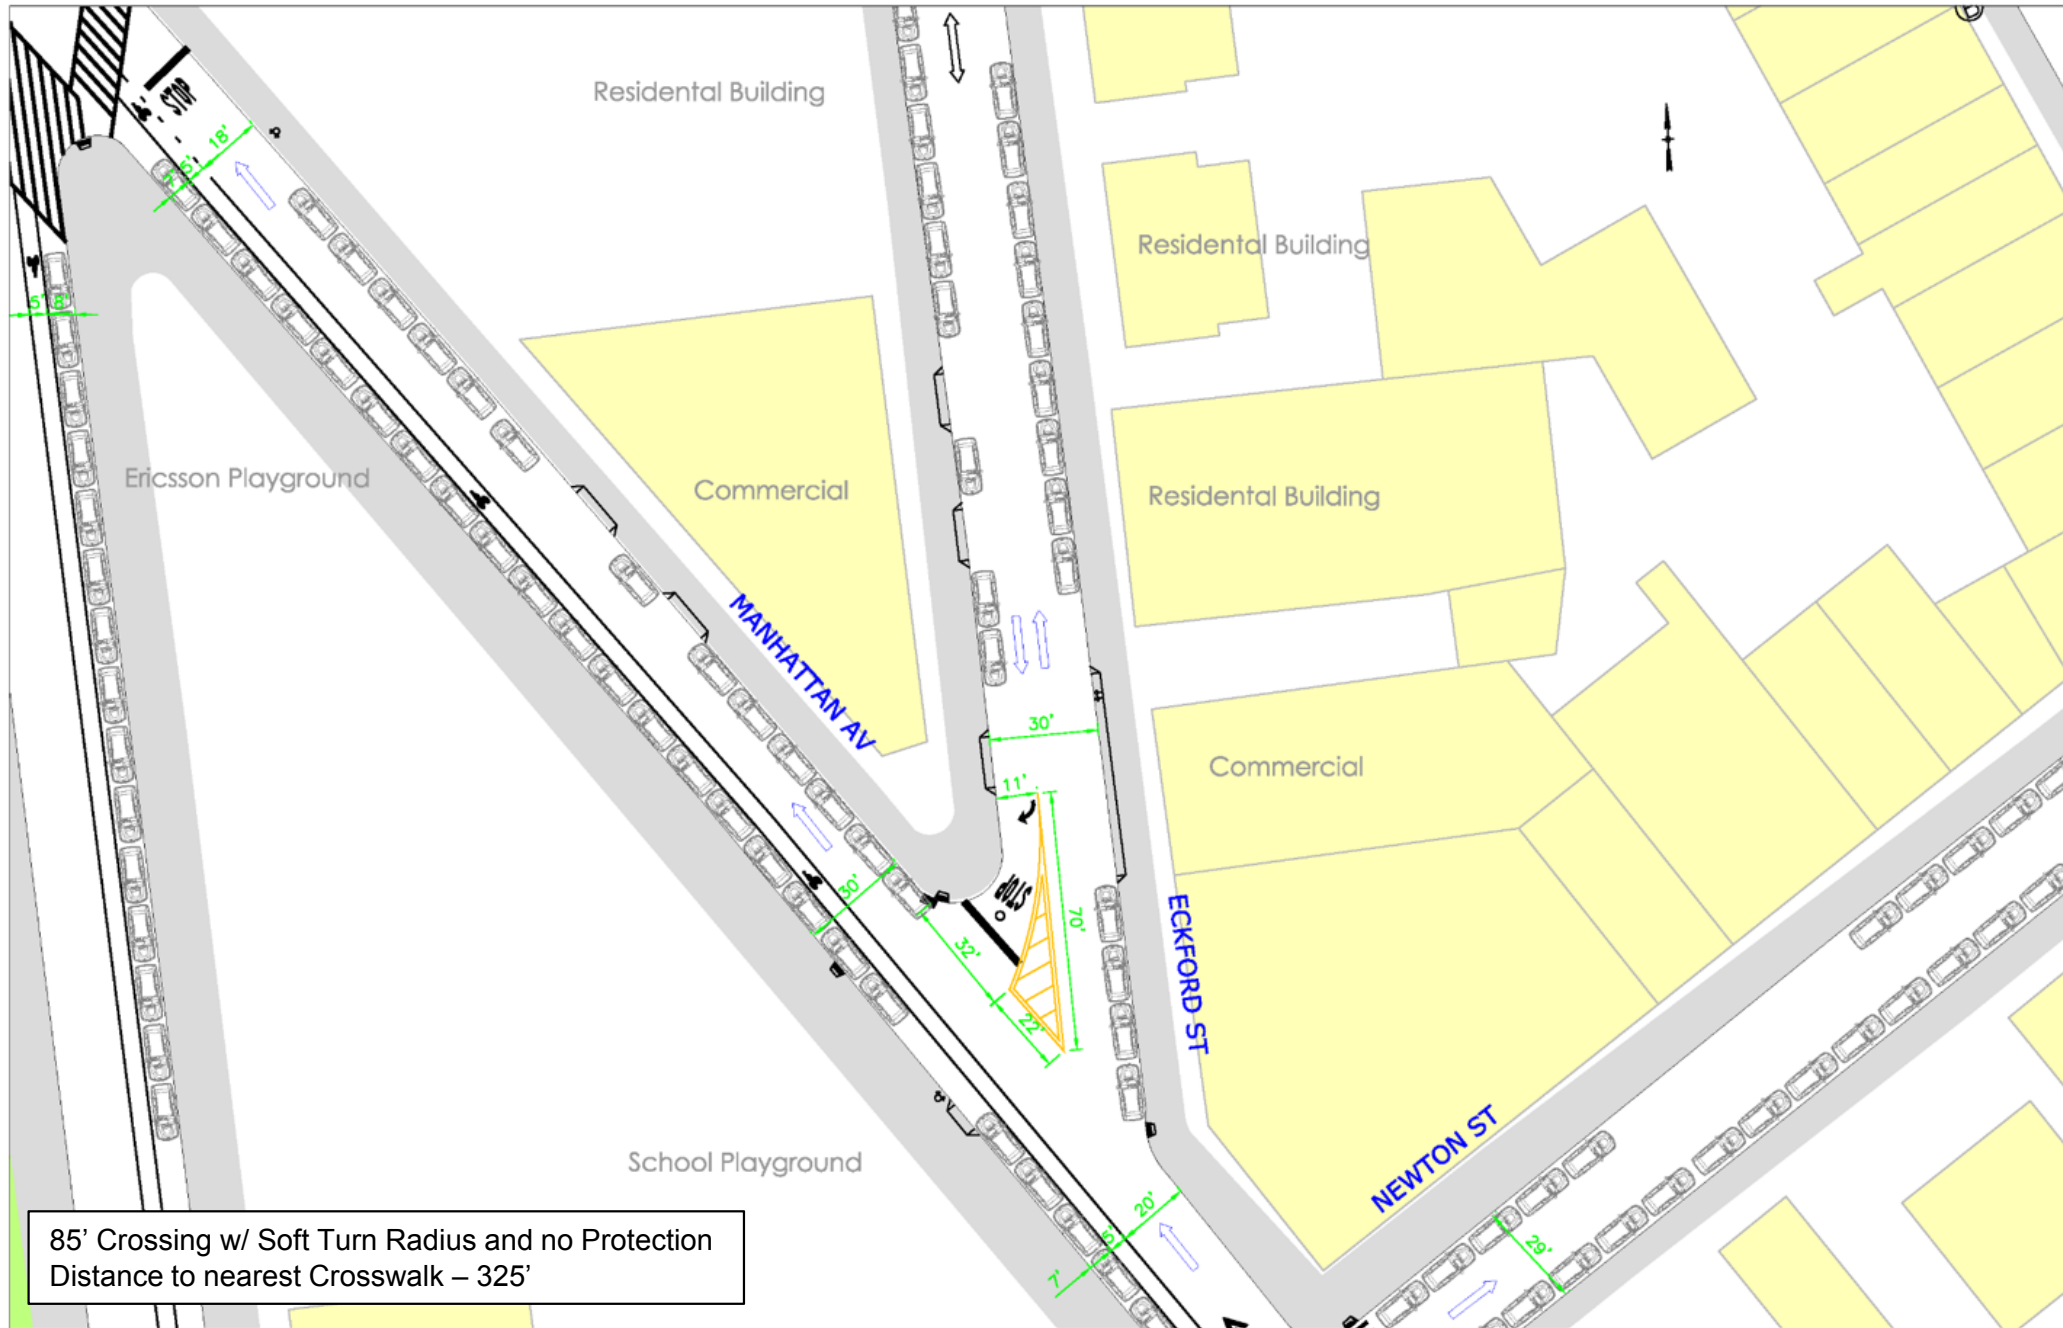 STOP
18'
5'
7'
Residental Building
B
Residental Building
5'
8'
Ericsson Playground
Commercial
Residental Building
MANHATTAN AV
30'
Commercial
11'
STOP
70'
30'
32'
22'
ECKFORD ST
School Playground
NEWTON ST
20'
5'
7'
29'
85’ Crossing w/ Soft Turn Radius and no Protection
Distance to nearest Crosswalk – 325’